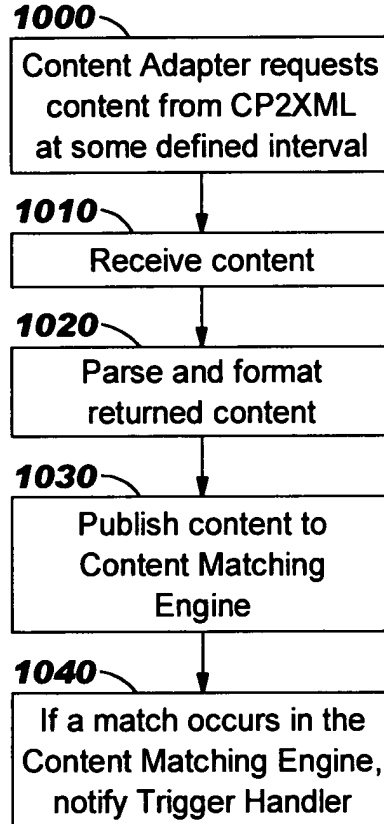 1000
Content Adapter requests
content from CP2XML
at some defined interval
1010
Receive content
1020
Parse and format
returned content
1030
Publish content to
Content Matching
Engine
1040
If a match occurs in the
Content Matching Engine,
notify Trigger Handler